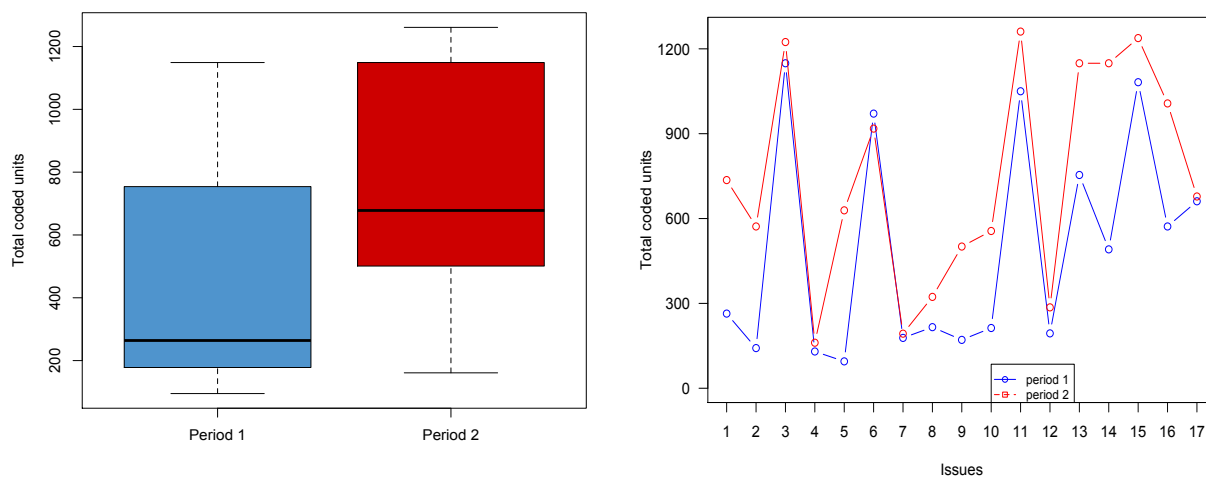 Total coded units
1200
1000
800
600
400
200
Period 1
Period 2
Total coded units
1200
900
600
300
0
period 1
period 2
1 2 3 4 5 6 7 8 9 10 11 12 13 14 15 16 17
Issues